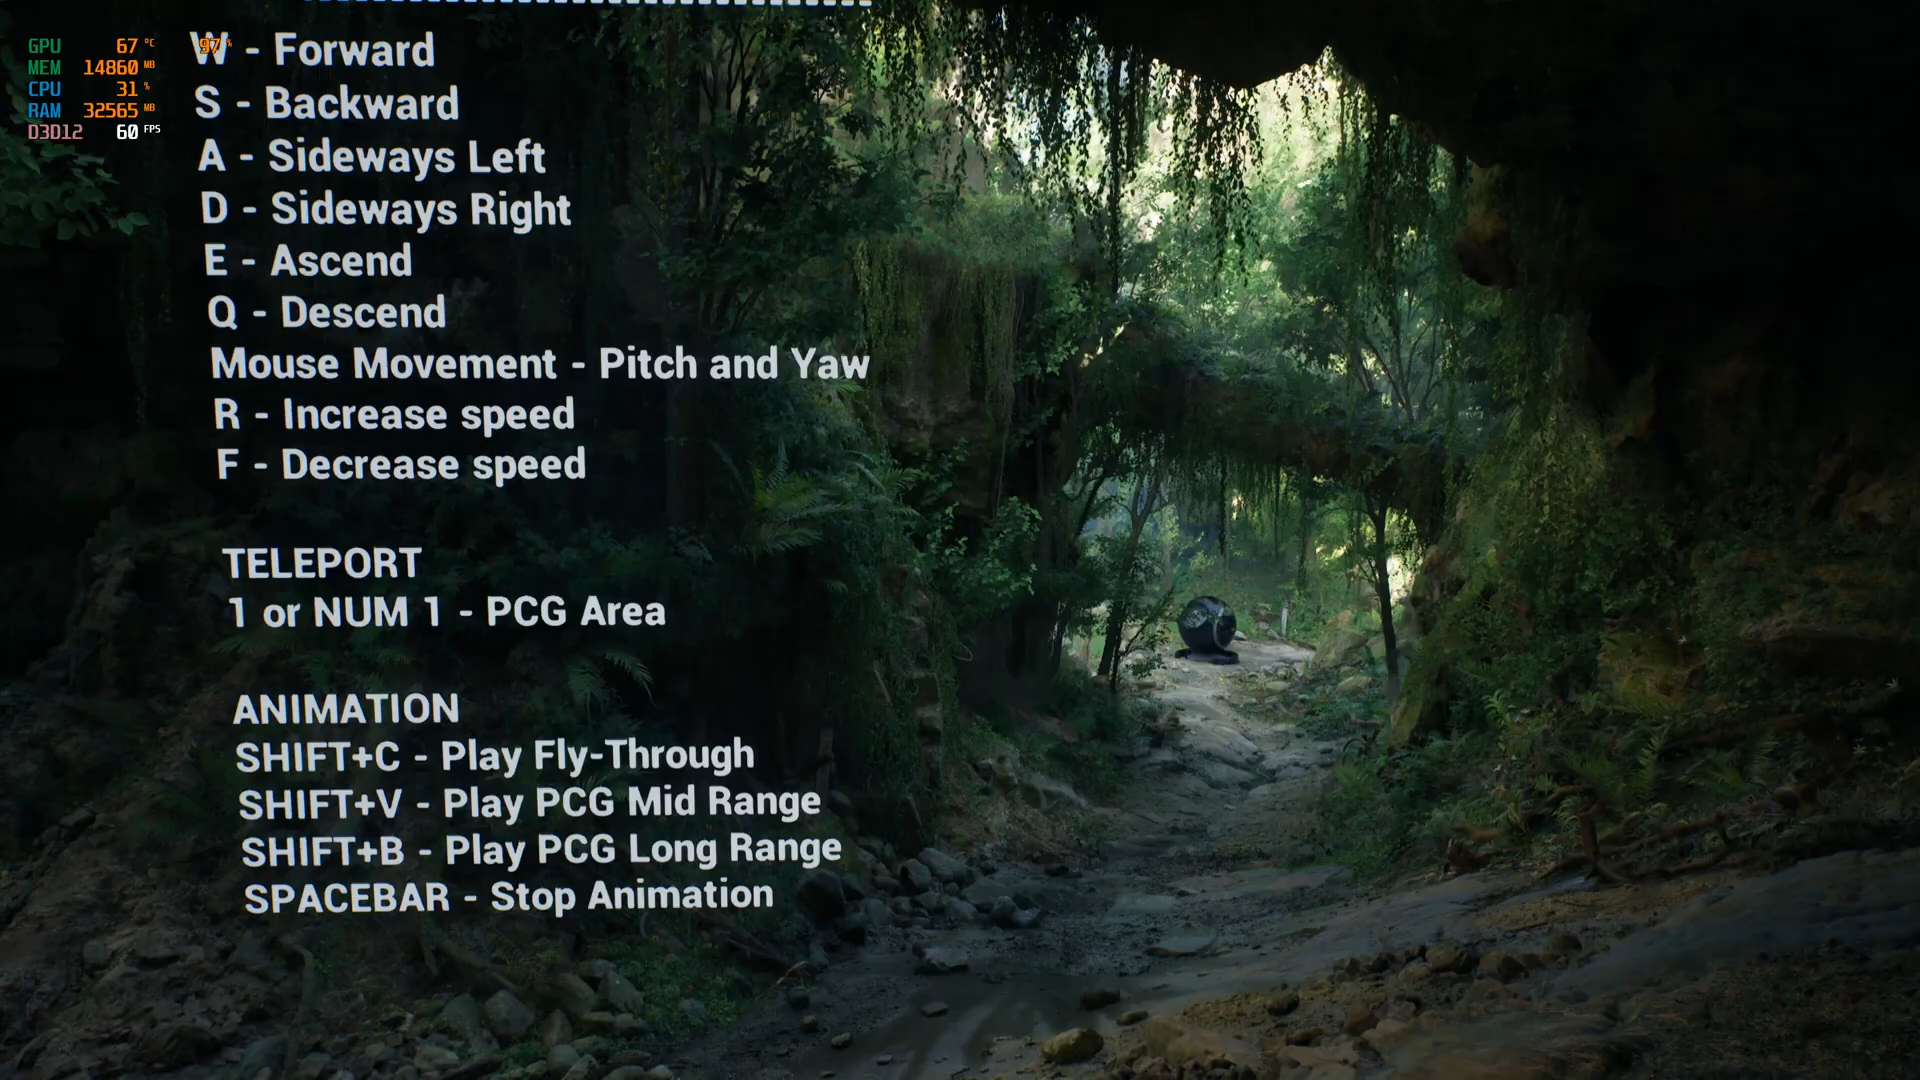 GPU 67 °C 97 %
MEM 14860 MB
CPU 31 %
RAM 32565 MB
D3D12 60 FPS
W - Forward
S - Backward
A - Sideways Left
D - Sideways Right
E - Ascend
Q - Descend
Mouse Movement - Pitch and Yaw
R - Increase speed
F - Decrease speed
TELEPORT
1 or NUM 1 - PCG Area
ANIMATION
SHIFT+C - Play Fly-Through
SHIFT+V - Play PCG Mid Range
SHIFT+B - Play PCG Long Range
SPACEBAR - Stop Animation